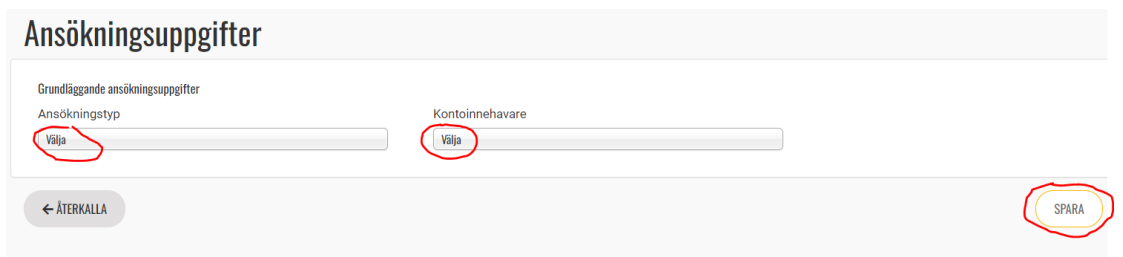 Ansökningsuppgifter
Grundläggande ansökningsuppgifter
Ansökningstyp Kontoinnehavare
Välja Välja
ÅTERKALLA SPARA